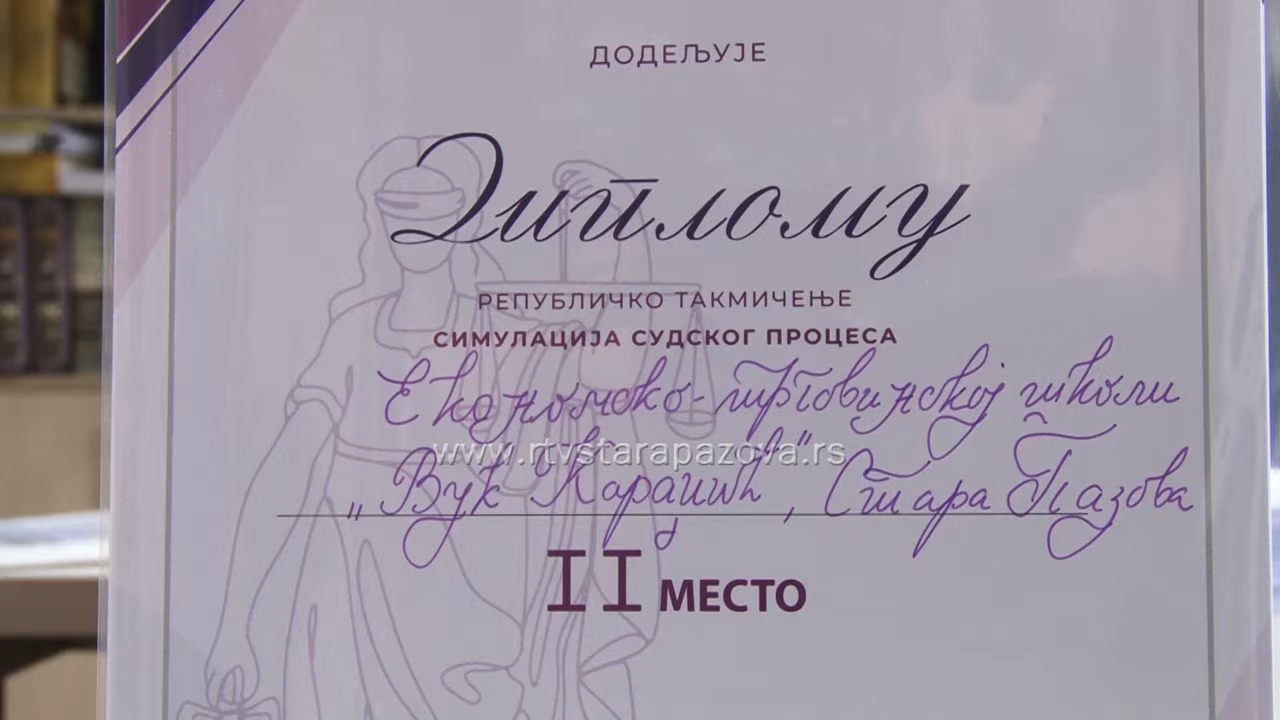 ДОДЕЉУЈЕ
Диплому
РЕПУБЛИЧКО ТАКМИЧЕЊЕ
СИМУЛАЦИЈА СУДСКОГ ПРОЦЕСА
Економско-трговинској школи
www.rtvstarapazova.rs
„Вук Караџић", Стара Пазова
II МЕСТО